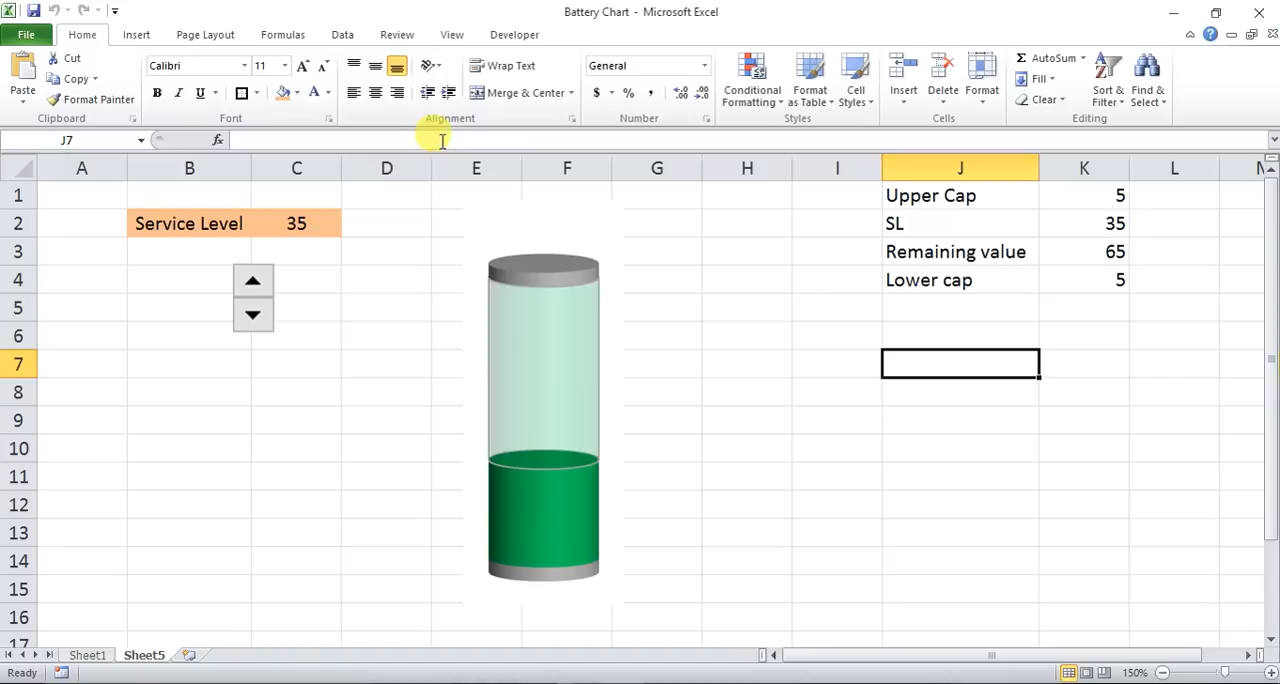 Battery Chart - Microsoft Excel
File Home Insert Page Layout Formulas Data Review View Developer
Cut
Copy
Format Painter
Paste
Clipboard
Calibri 11
B I U
Font
Wrap Text
Merge & Center
Alignment
General
$ % ,
Number
Conditional Formatting
Format as Table
Cell Styles
Styles
Insert Delete Format
Cells
AutoSum
Fill
Clear
Sort & Filter
Find & Select
Editing
J7 fx
A B C D E F G H I J K L M
1 Upper Cap 5
2 Service Level 35 SL 35
3 Remaining value 65
4 Lower cap 5
5
6
7
8
9
10
11
12
13
14
15
16
17
Sheet1 Sheet5
Ready 150%